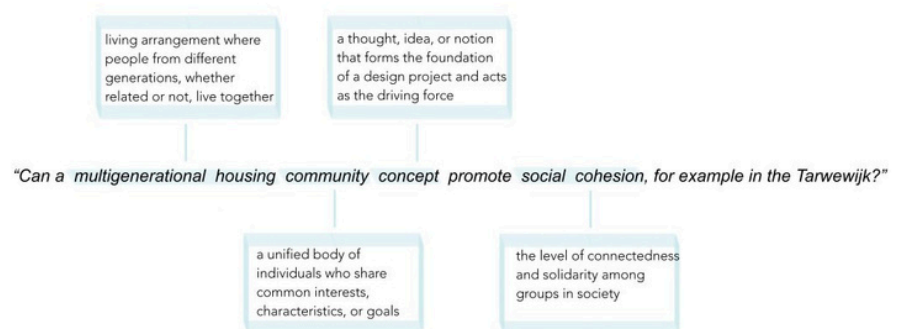 living arrangement where
people from different
generations, whether
related or not, live together
a thought, idea, or notion
that forms the foundation
of a design project and acts
as the driving force
“Can a multigenerational housing community concept promote social cohesion, for example in the Tarwewijk?”
a unified body of
individuals who share
common interests,
characteristics, or goals
the level of connectedness
and solidarity among
groups in society